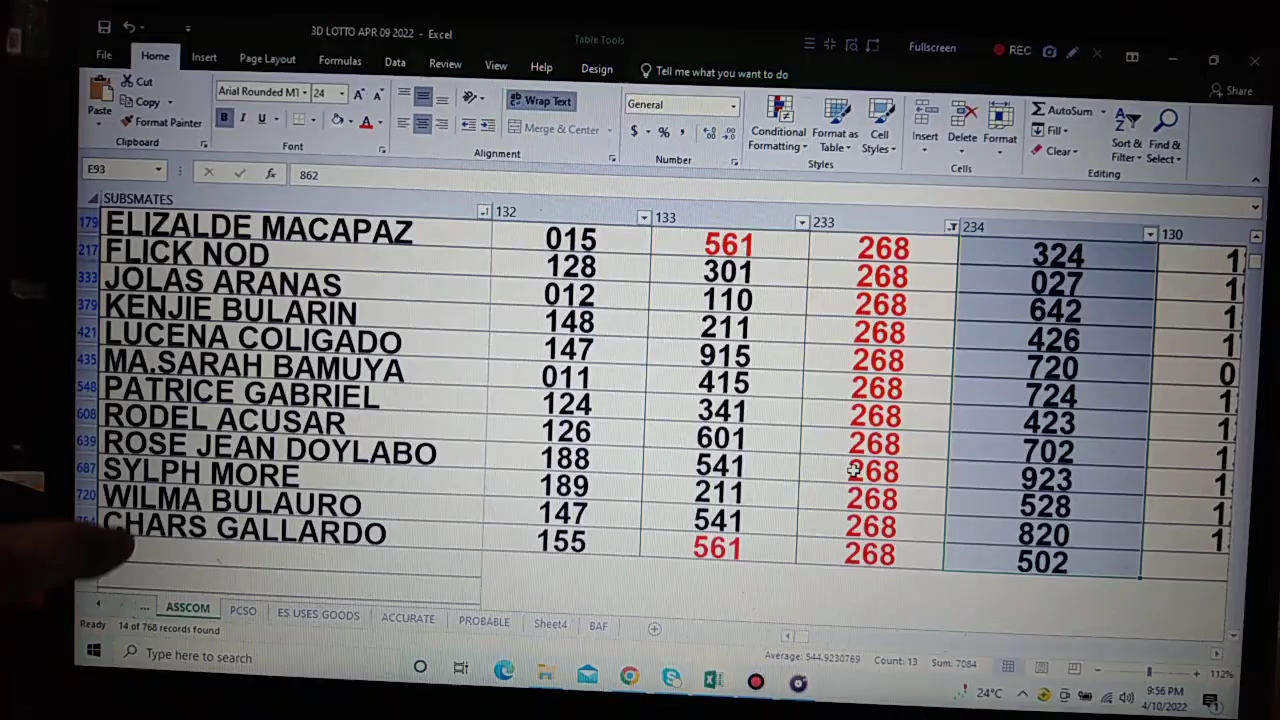 3D LOTTO APR 09 2022 - Excel
Table Tools
Fullscreen
REC
File Home Insert Page Layout Formulas Data Review View Help Design Tell me what you want to do
Share
Paste
Cut
Copy
Format Painter
Clipboard
Arial Rounded MT 24
B I U
Font
Wrap Text
Merge & Center
Alignment
General
$ % ,
Number
Conditional Formatting
Format as Table
Cell Styles
Styles
Insert Delete Format
Cells
AutoSum
Fill
Clear
Sort & Filter
Find & Select
Editing
E93 fx 862
SUBSMATES 132 133 233 234 130
179 ELIZALDE MACAPAZ 015 561 268 324
217 FLICK NOD 128 301 268 027
333 JOLAS ARANAS 012 110 268 642
379 KENJIE BULARIN 148 211 268 426
421 LUCENA COLIGADO 147 915 268 720
435 MA.SARAH BAMUYA 011 415 268 724
548 PATRICE GABRIEL 124 341 268 423
608 RODEL ACUSAR 126 601 268 702
639 ROSE JEAN DOYLABO 188 541 268 923
687 SYLPH MORE 189 211 268 528
720 WILMA BULAURO 147 541 268 820
CHARS GALLARDO 155 561 268 502
... ASSCOM PCSO ES USES GOODS ACCURATE PROBABLE Sheet4 BAF
Ready 14 of 768 records found Average: 544.9230769 Count: 13 Sum: 7084 112%
Type here to search 24°C 9:56 PM
4/10/2022